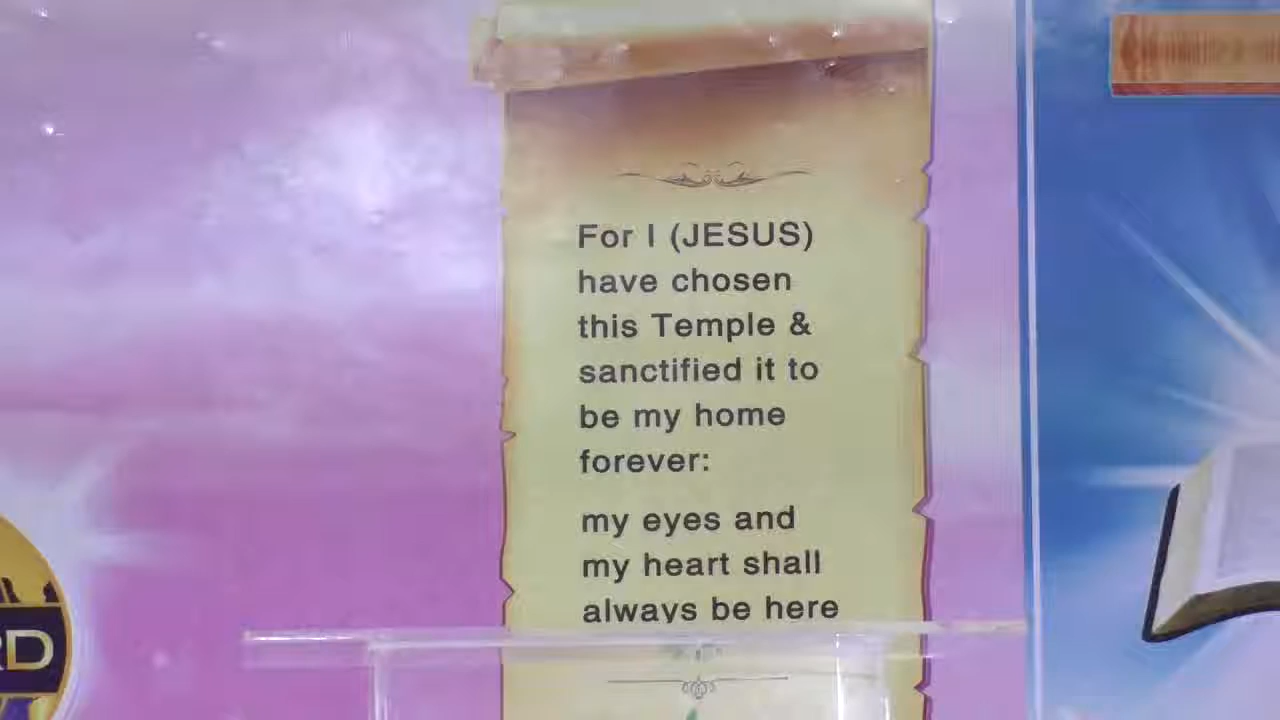 For I (JESUS)
have chosen
this Temple &
sanctified it to
be my home
forever:
my eyes and
my heart shall
always be here
RD